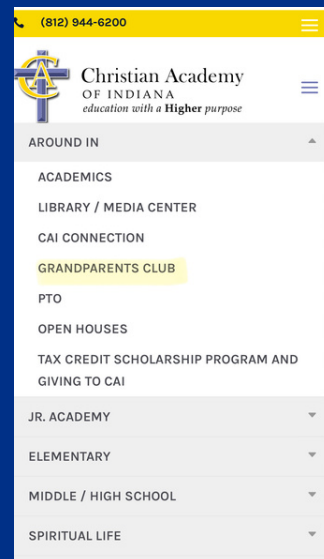 (812) 944-6200
Christian Academy
OF INDIANA
education with a Higher purpose
AROUND IN
ACADEMICS
LIBRARY / MEDIA CENTER
CAI CONNECTION
GRANDPARENTS CLUB
PTO
OPEN HOUSES
TAX CREDIT SCHOLARSHIP PROGRAM AND
GIVING TO CAI
JR. ACADEMY
ELEMENTARY
MIDDLE / HIGH SCHOOL
SPIRITUAL LIFE